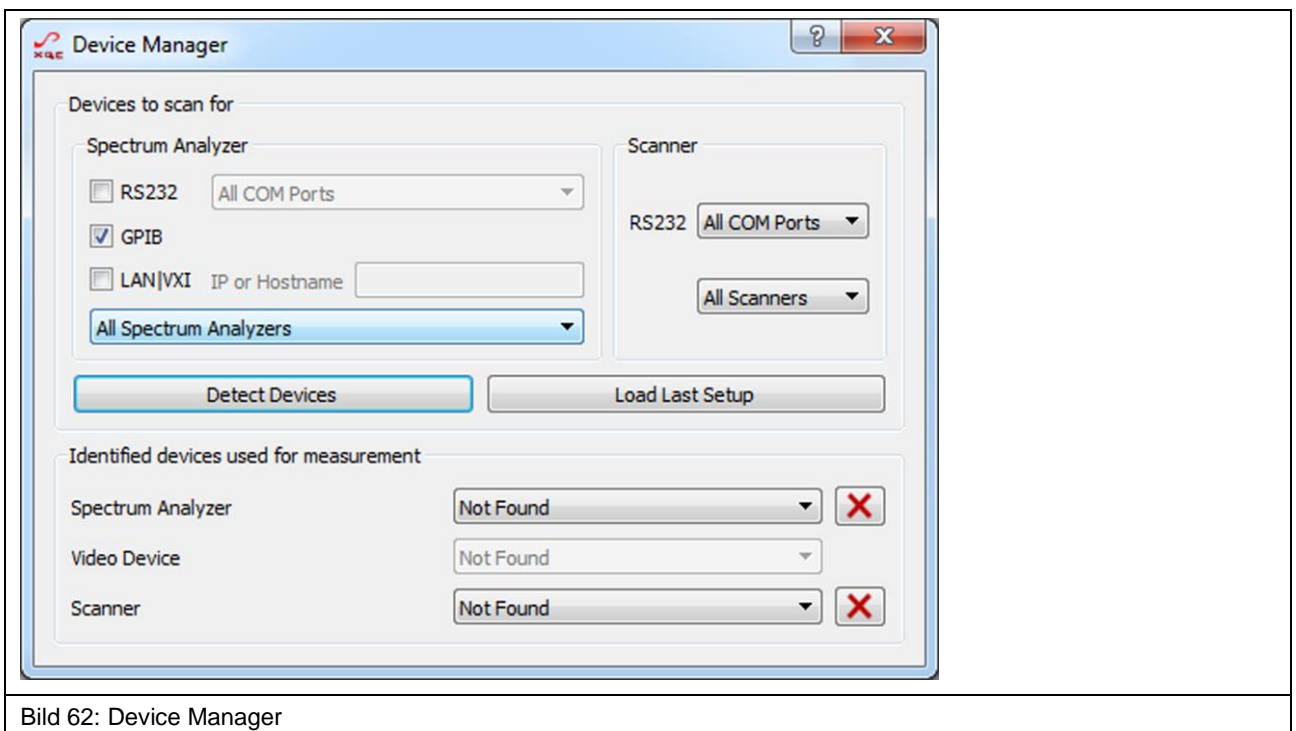 XQC Device Manager
Devices to scan for
Spectrum Analyzer
RS232 All COM Ports
GPIB
LAN|VXI IP or Hostname
All Spectrum Analyzers
Scanner
RS232 All COM Ports
All Scanners
Detect Devices Load Last Setup
Identified devices used for measurement
Spectrum Analyzer Not Found
Video Device Not Found
Scanner Not Found
Bild 62: Device Manager